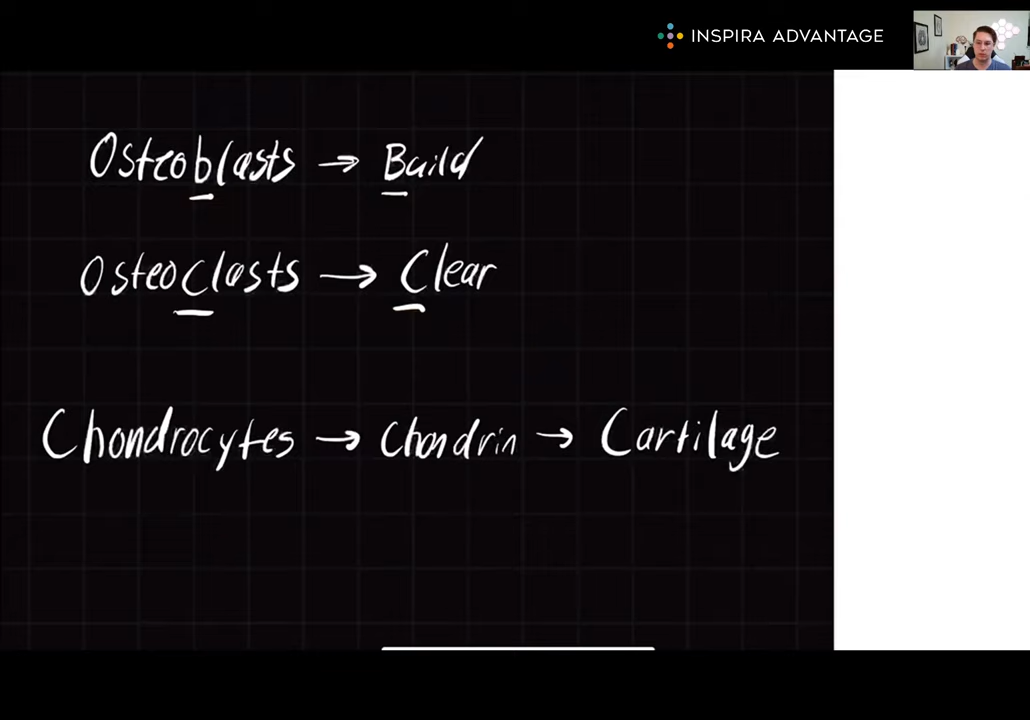 INSPIRA ADVANTAGE
Osteoblasts → Build
Osteoclasts → Clear
Chondrocytes → Chondrin → Cartilage